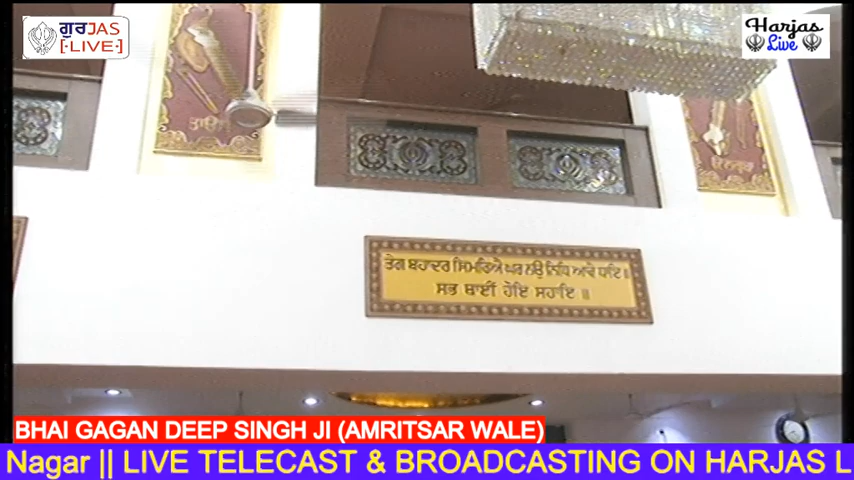 ਗੁਰJAS
[·LIVE·]
Harjas
Live
ਤੇਗ ਬਹਾਦਰ ਸਿਮਰਿਐ ਘਰ ਨਉ ਨਿਧਿ ਆਵੈ ਧਾਇ ॥
ਸਭ ਥਾਈਂ ਹੋਇ ਸਹਾਇ ॥
BHAI GAGAN DEEP SINGH JI (AMRITSAR WALE)
Nagar || LIVE TELECAST & BROADCASTING ON HARJAS L